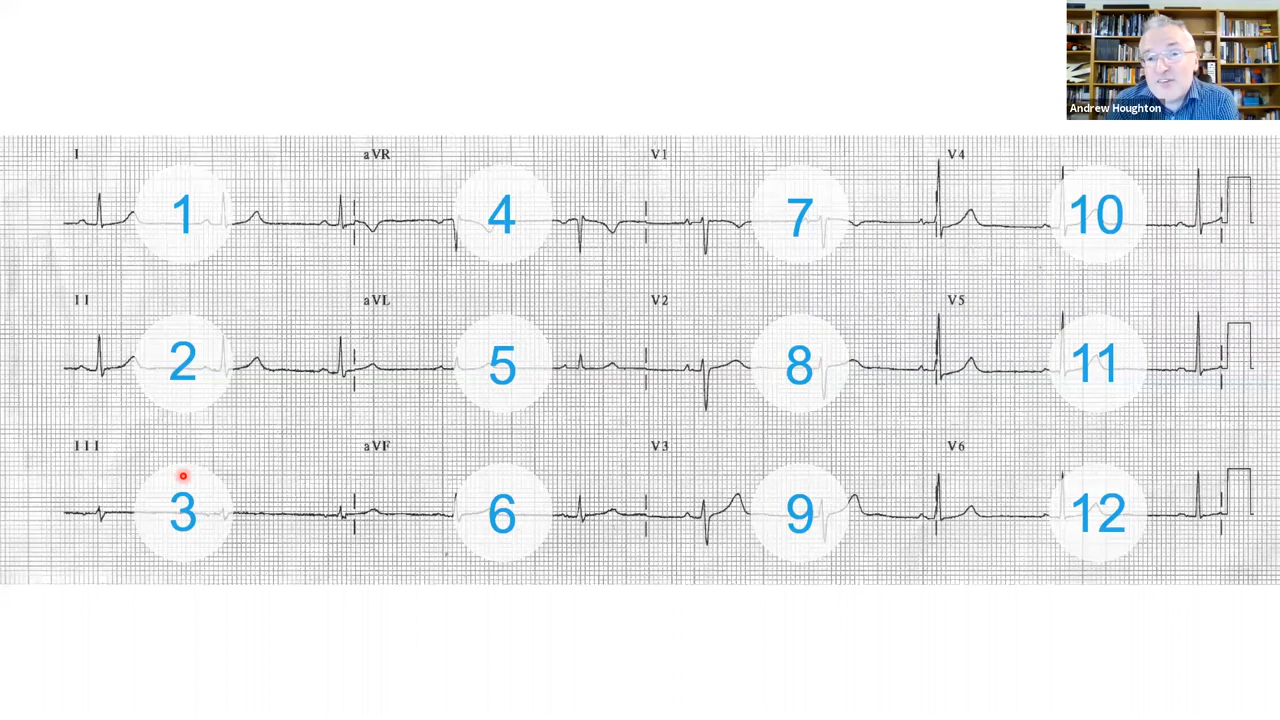 Andrew Houghton
I aVR V1 V4
1 4 7 10
II aVL V2 V5
2 5 8 11
III aVF V3 V6
3 6 9 12